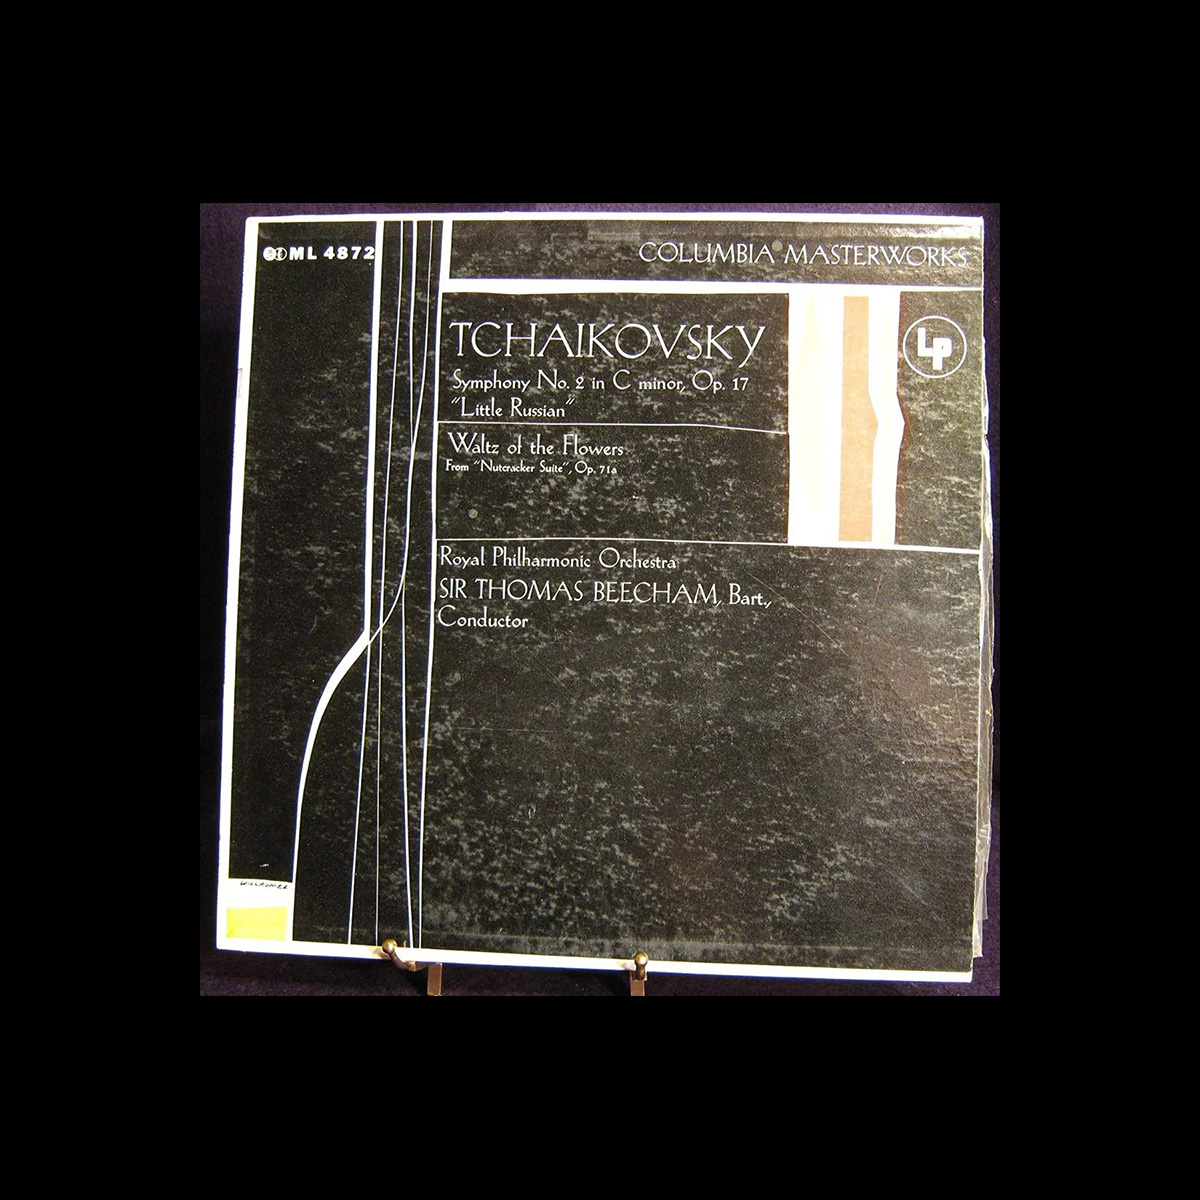 ML 4872
COLUMBIA MASTERWORKS
TCHAIKOVSKY
Symphony No. 2 in C minor, Op. 17
"Little Russian"
Waltz of the Flowers
From "Nutcracker Suite", Op. 71a
LP
Royal Philharmonic Orchestra
SIR THOMAS BEECHAM, Bart.,
Conductor